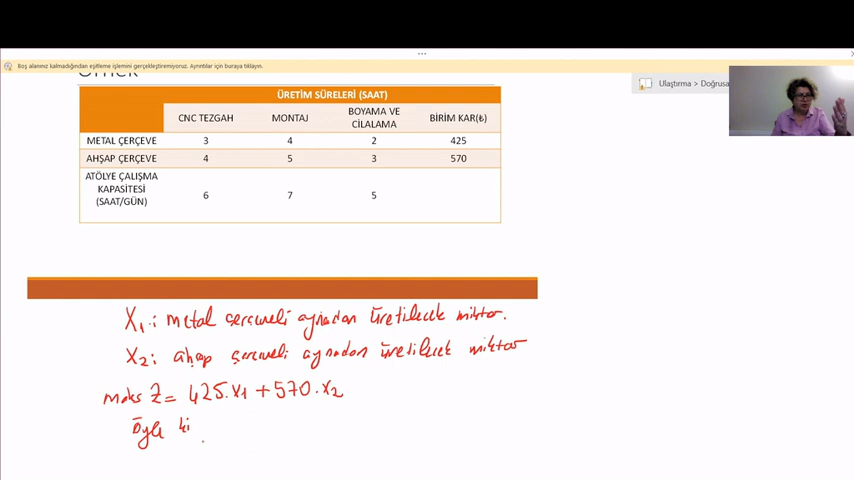 Boş alanınız kalmadığından eşitleme işlemini gerçekleştiremiyoruz. Ayrıntılar için buraya tıklayın.
Örnek
Ulaştırma > Doğrusa
ÜRETİM SÜRELERİ (SAAT)
CNC TEZGAH MONTAJ BOYAMA VE CİLALAMA BİRİM KAR(₺)
METAL ÇERÇEVE 3 4 2 425
AHŞAP ÇERÇEVE 4 5 3 570
ATÖLYE ÇALIŞMA
KAPASİTESİ
(SAAT/GÜN) 6 7 5
X1: metal çerçeveli aynadan üretilecek miktar.
X2: ahşap çerçeveli aynadan üretilecek miktar
maks Z = 425.x1 + 570.x2
öyle ki